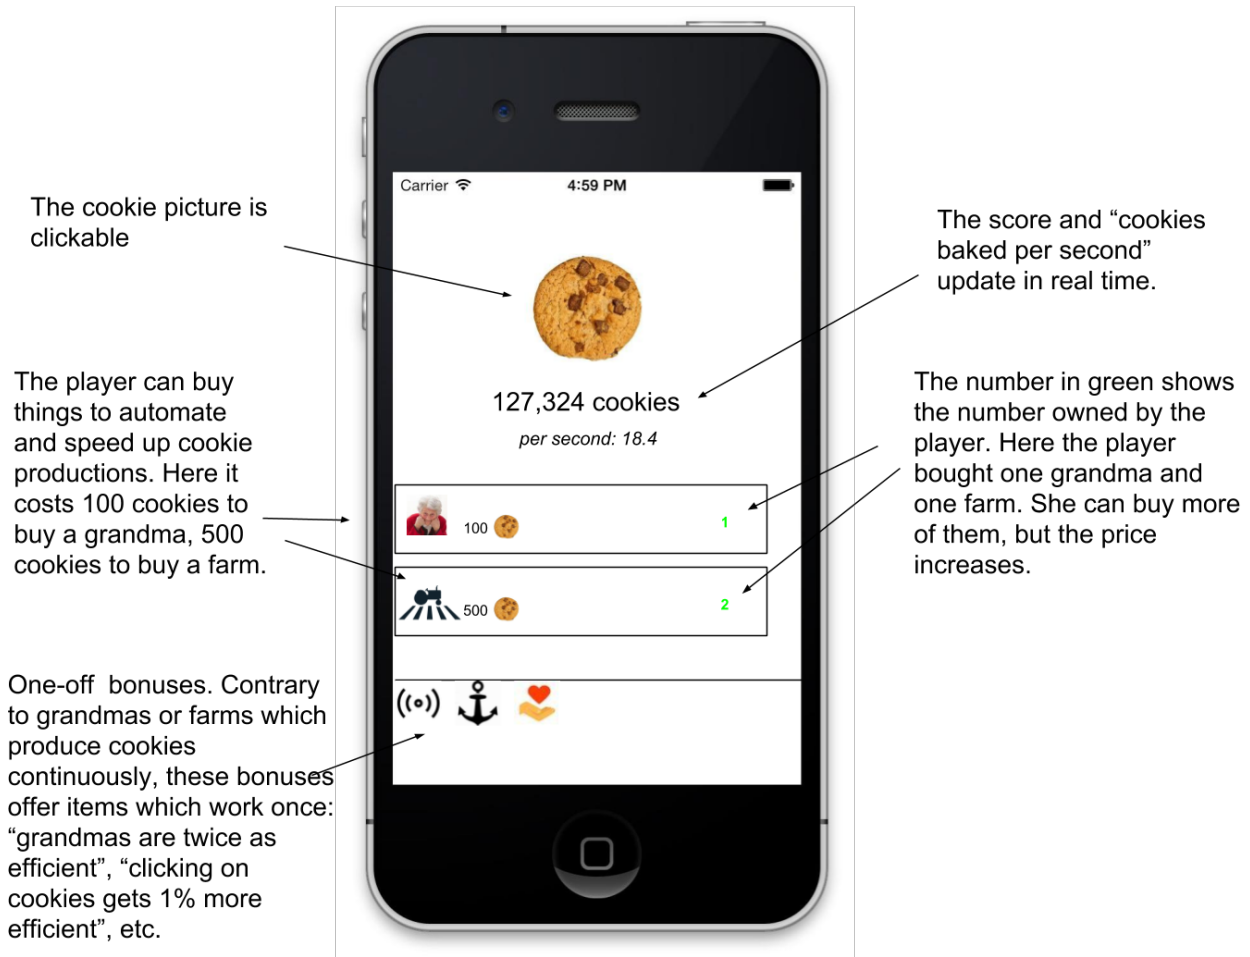 The cookie picture is
clickable
The player can buy
things to automate
and speed up cookie
productions. Here it
costs 100 cookies to
buy a grandma, 500
cookies to buy a farm.
One-off  bonuses. Contrary
to grandmas or farms which
produce cookies
continuously, these bonuses
offer items which work once:
“grandmas are twice as
efficient”, “clicking on
cookies gets 1% more
efficient”, etc.
Carrier 4:59 PM
127,324 cookies
per second: 18.4
100 1
500 2
The score and “cookies
baked per second”
update in real time.
The number in green shows
the number owned by the
player. Here the player
bought one grandma and
one farm. She can buy more
of them, but the price
increases.